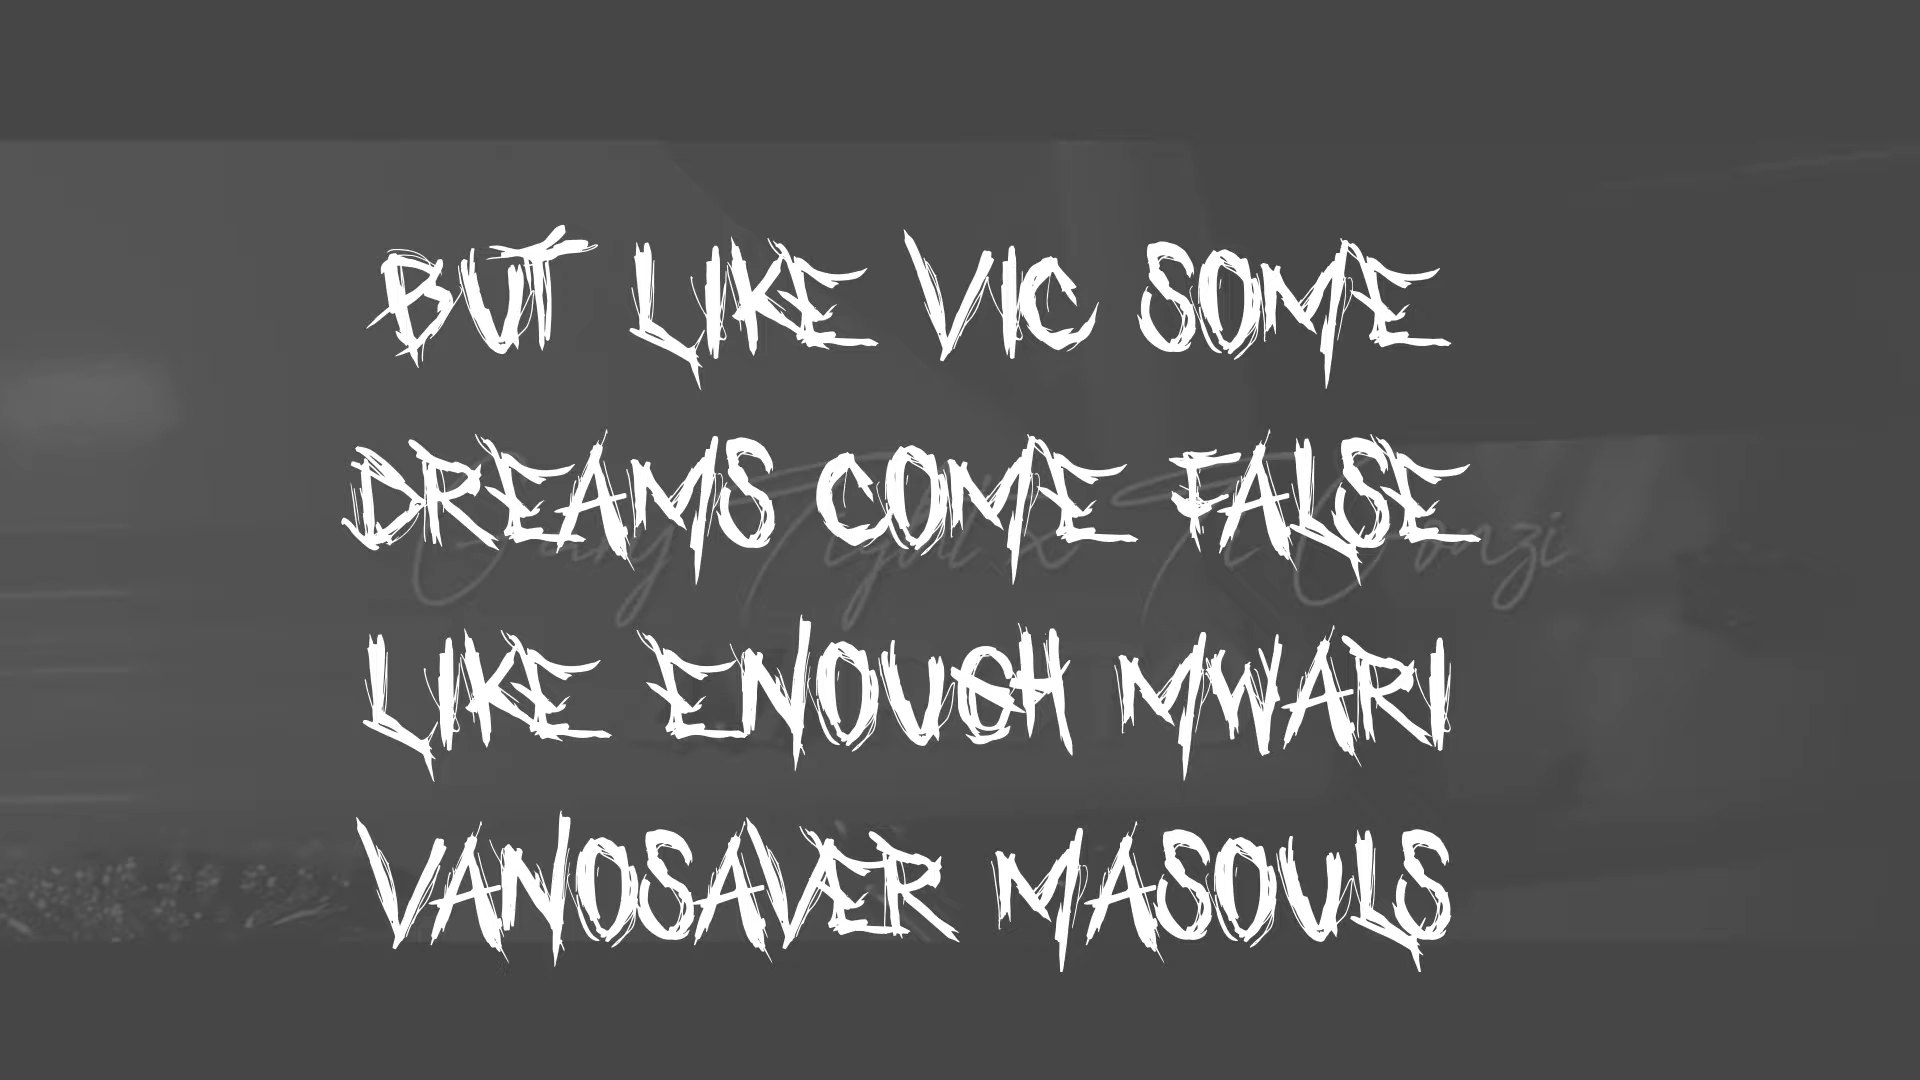 BUT LIKE VIC SOME
DREAMS COME FALSE
LIKE ENOUGH MWARI
VANOSAVER MASOULS